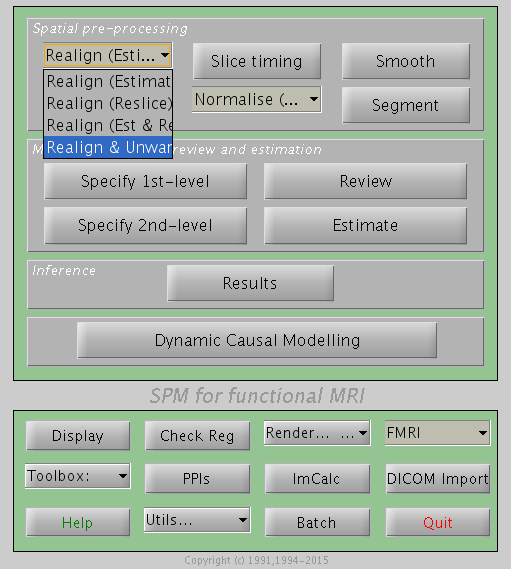 Spatial pre-processing
Realign (Esti...
Slice timing
Smooth
Realign (Estimat
Realign (Reslice)
Normalise (...
Segment
Realign (Est & Re
Realign & Unwar
M review and estimation
Specify 1st-level
Review
Specify 2nd-level
Estimate
Inference
Results
Dynamic Causal Modelling
SPM for functional MRI
Display
Check Reg
Render... ...
FMRI
Toolbox:
PPIs
ImCalc
DICOM Import
Help
Utils...
Batch
Quit
Copyright (c) 1991,1994-2015